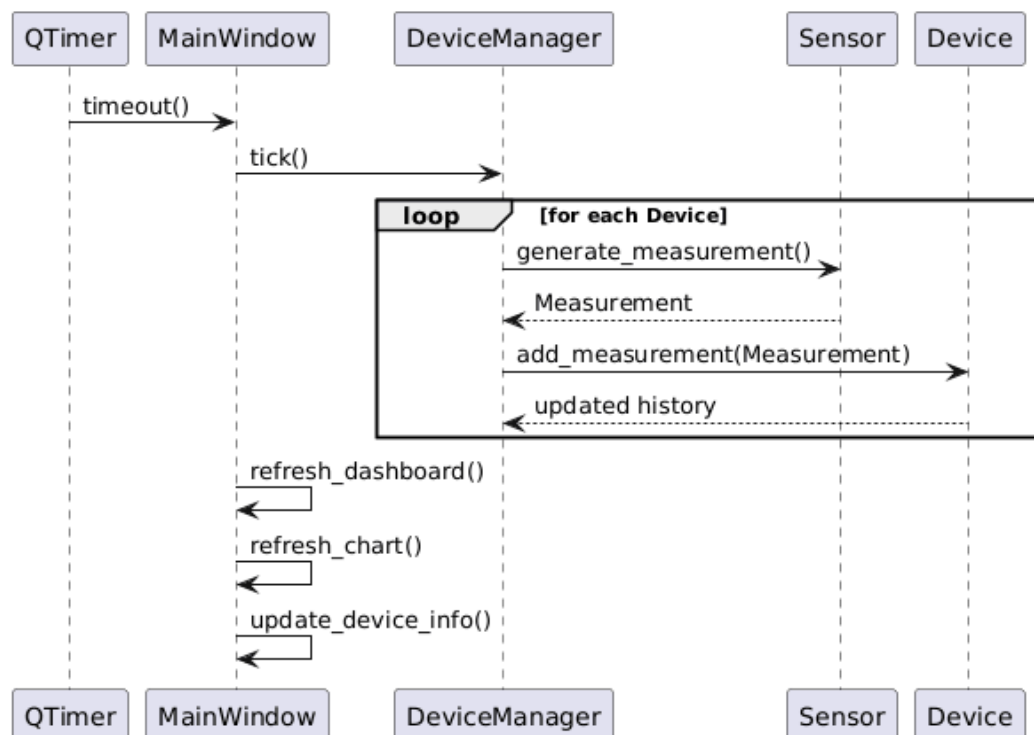 QTimer MainWindow DeviceManager Sensor Device
timeout()
tick()
loop [for each Device]
generate_measurement()
Measurement
add_measurement(Measurement)
updated history
refresh_dashboard()
refresh_chart()
update_device_info()
QTimer MainWindow DeviceManager Sensor Device